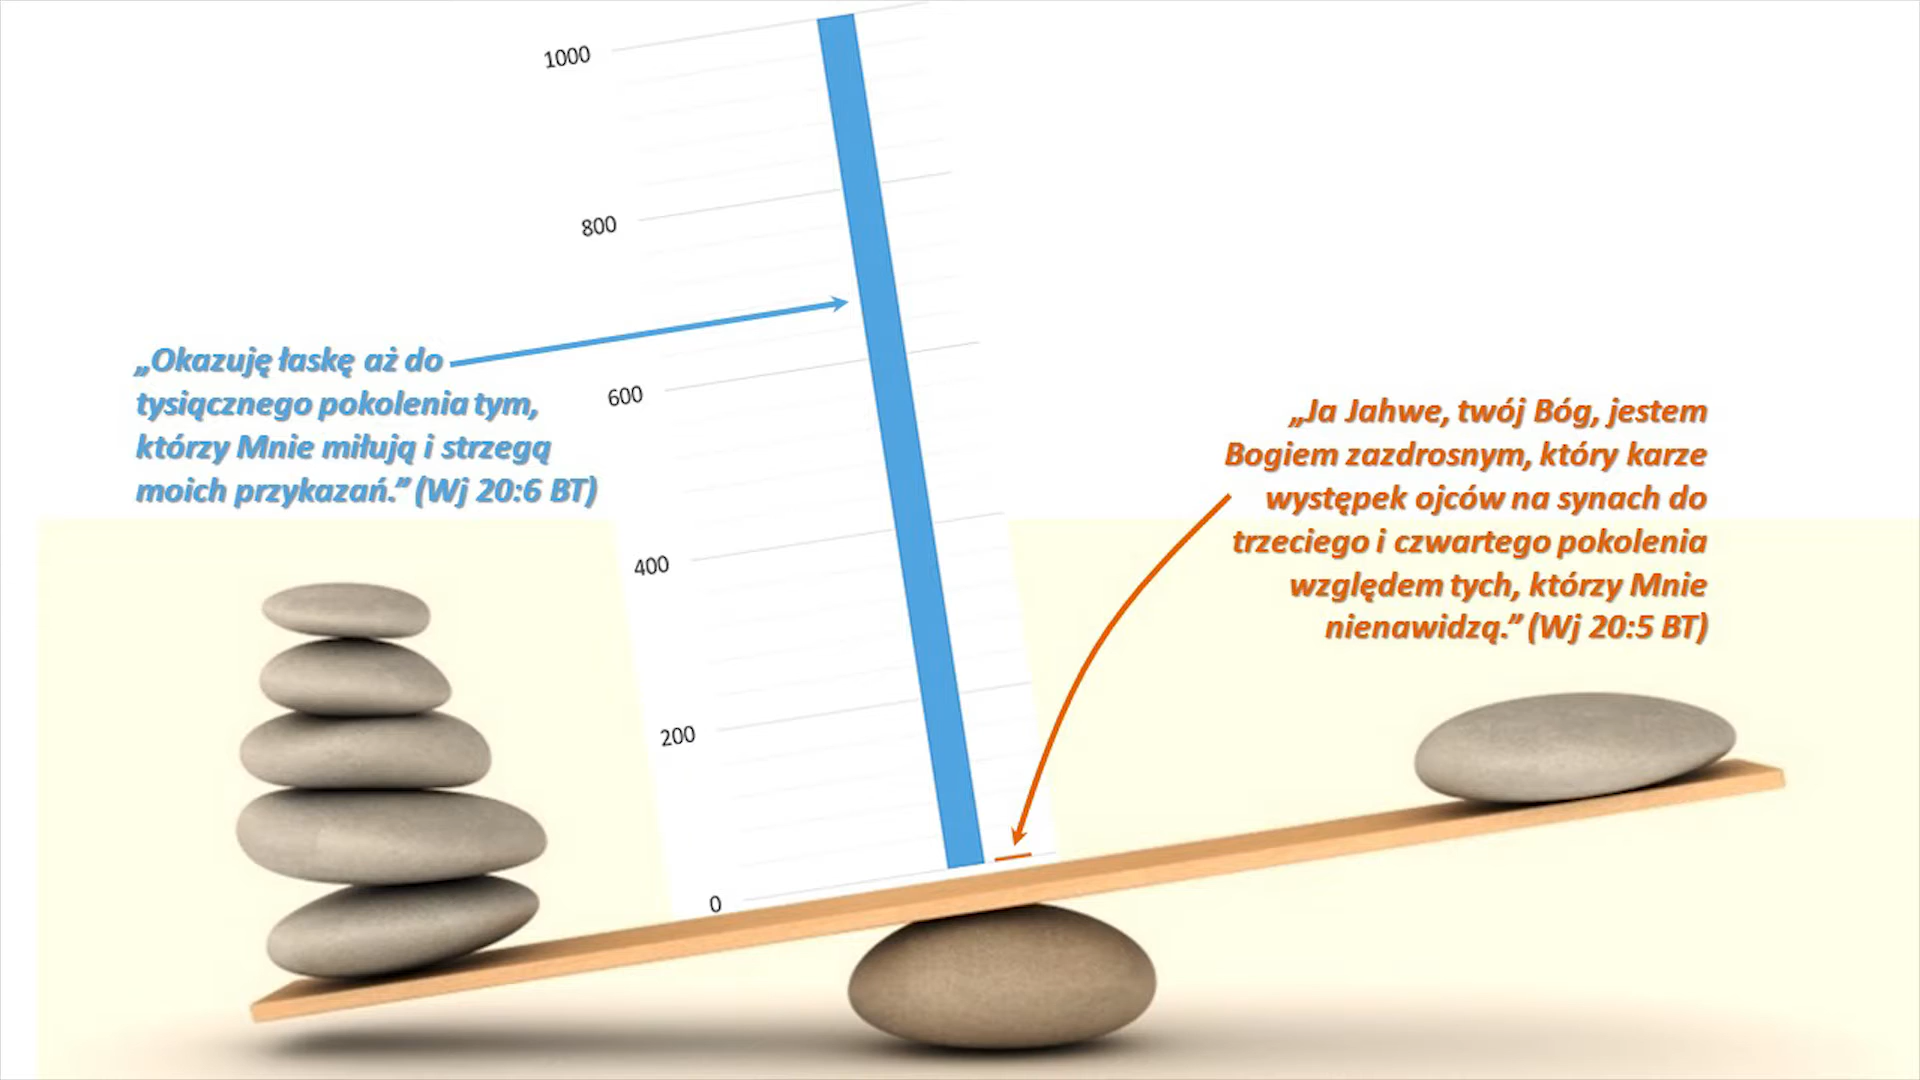 1000
800
600
400
200
0
„Okazuję łaskę aż do
tysiącznego pokolenia tym,
którzy Mnie miłują i strzegą
moich przykazań.” (Wj 20:6 BT)
„Ja Jahwe, twój Bóg, jestem
Bogiem zazdrosnym, który karze
występek ojców na synach do
trzeciego i czwartego pokolenia
względem tych, którzy Mnie
nienawidzą.” (Wj 20:5 BT)